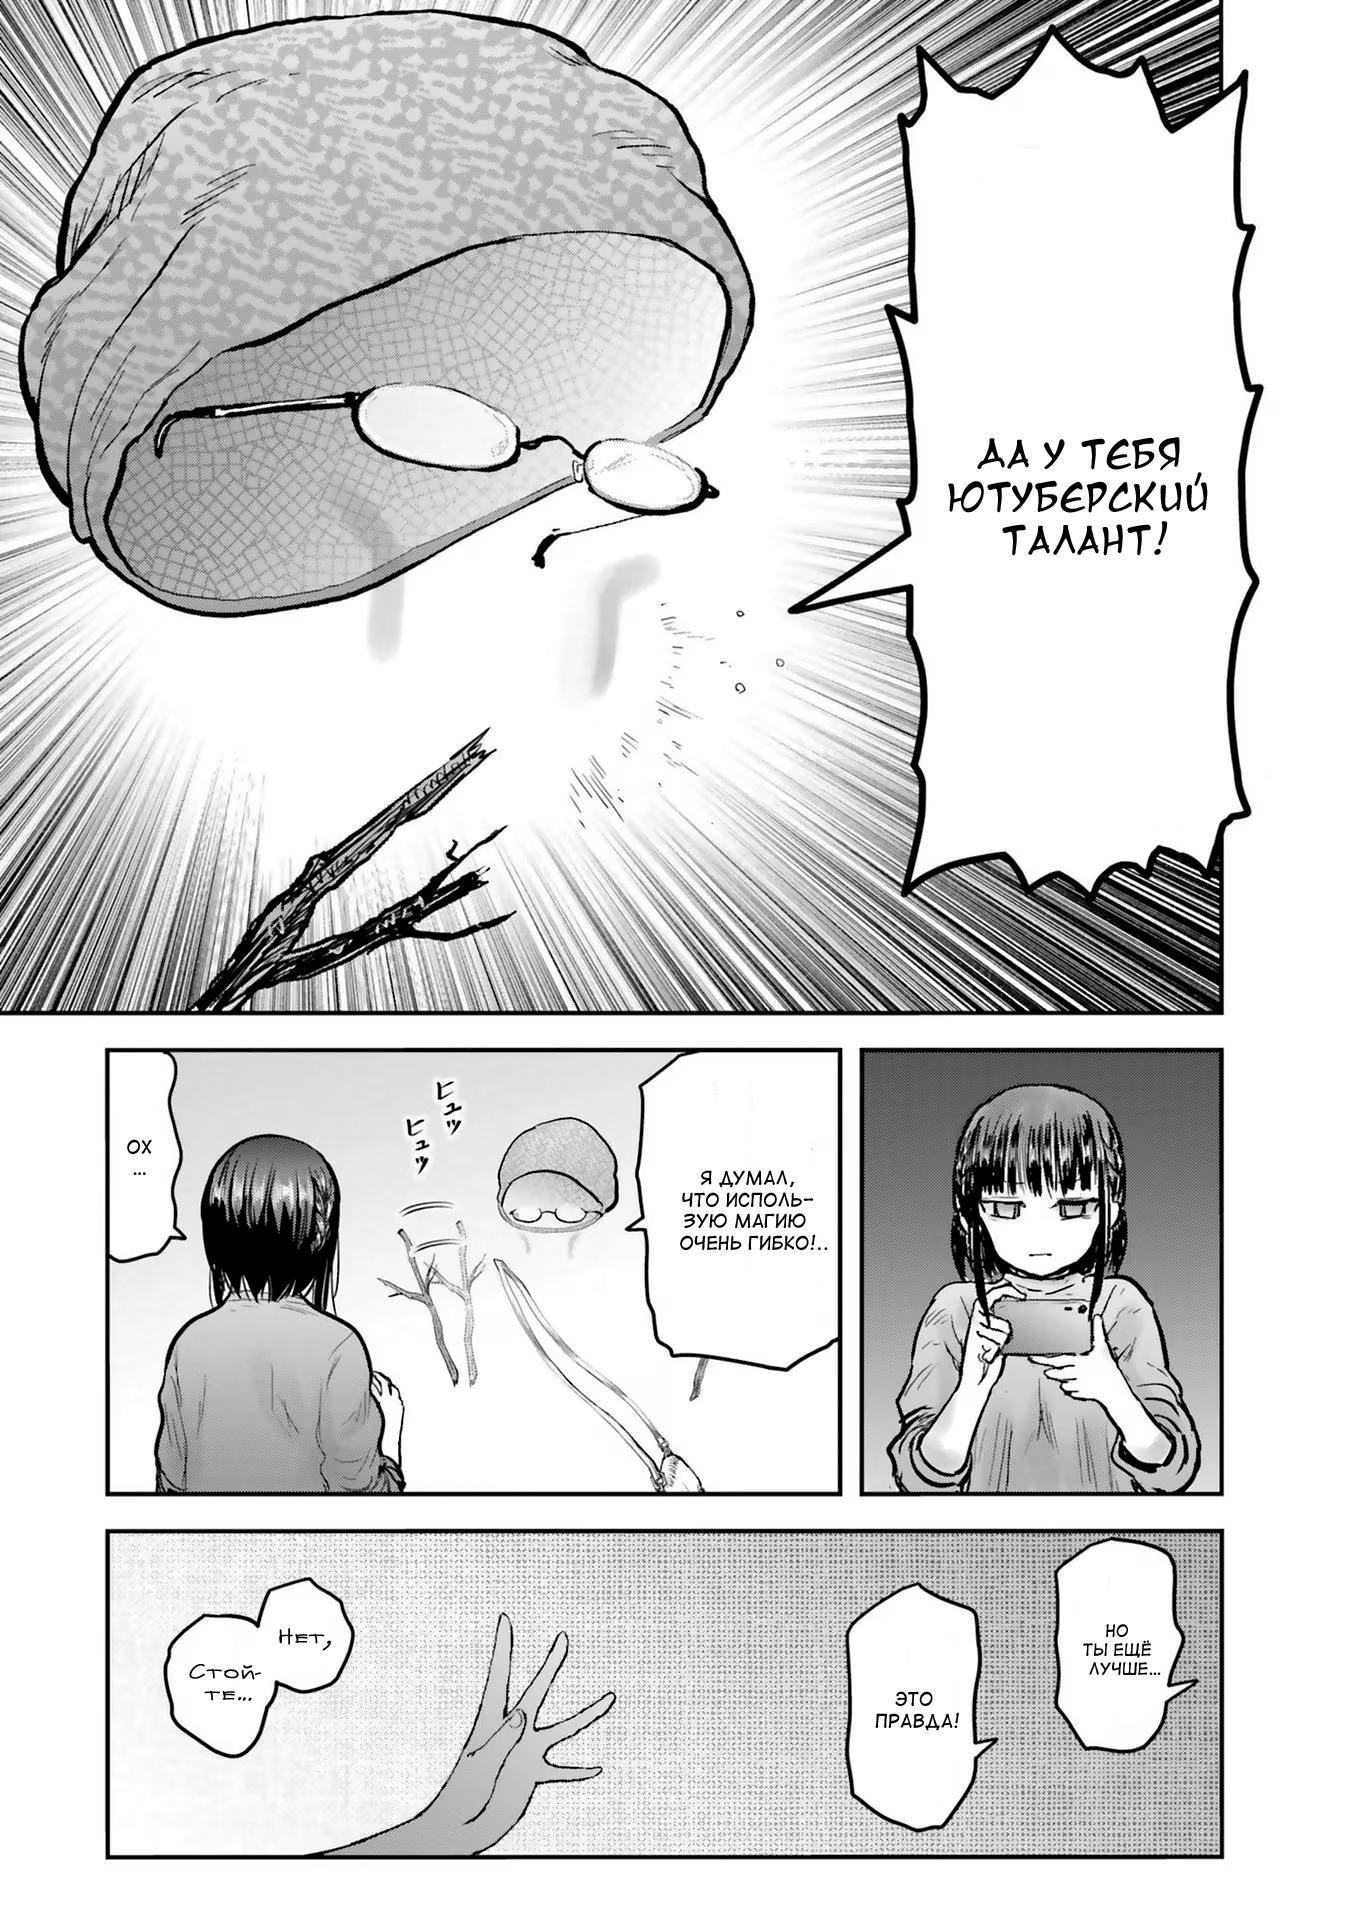 ДА У ТЕБЯ
ЮТУБЕРСКИЙ
ТАЛАНТ!
Я ДУМАЛ,
ЧТО ИСПОЛЬ-
ЗУЮ МАГИЮ
ОЧЕНЬ ГИБКО!..
ヒュッ
ヒュッ
ОХ
...
НО
ТЫ ЕЩЁ
ЛУЧШЕ...
ЭТО
ПРАВДА!
Нет,
Стой-
те...